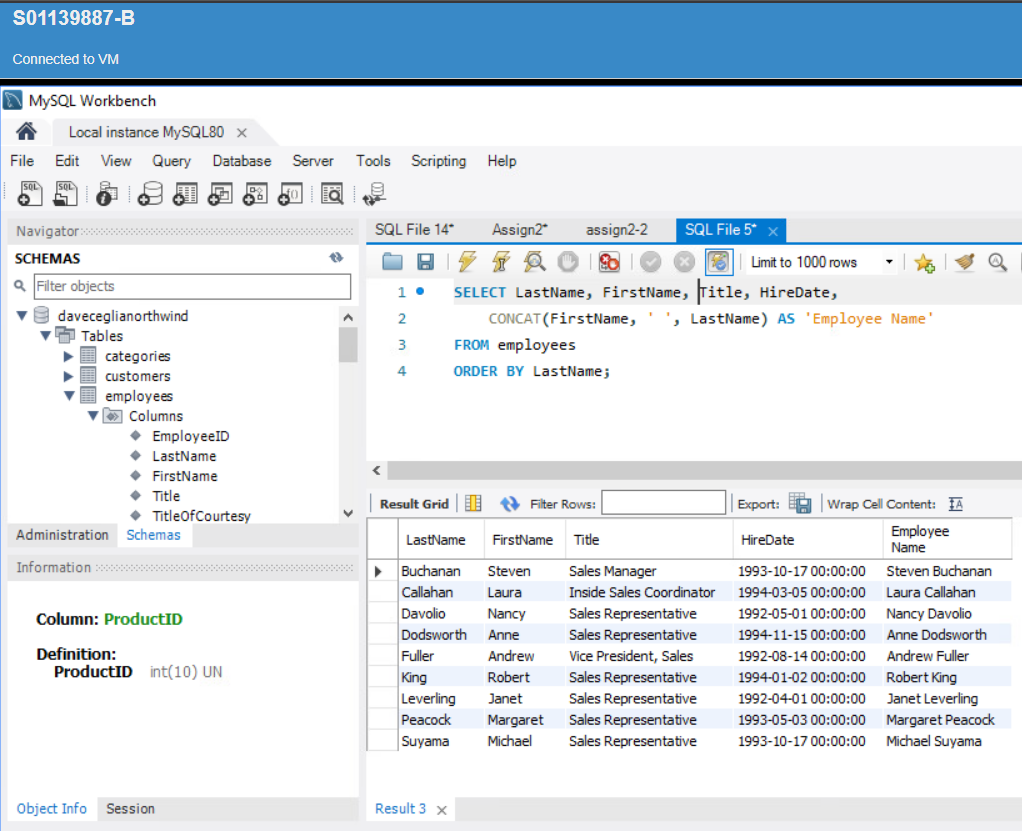 S01139887-B
Connected to VM
MySQL Workbench
Local instance MySQL80
File Edit View Query Database Server Tools Scripting Help
Navigator
SCHEMAS
Filter objects
daveceglianorthwind
Tables
categories
customers
employees
Columns
EmployeeID
LastName
FirstName
Title
TitleOfCourtesy
Administration Schemas
Information
Column: ProductID
Definition:
ProductID int(10) UN
Object Info Session
SQL File 14* Assign2* assign2-2 SQL File 5*
Limit to 1000 rows
1 SELECT LastName, FirstName, Title, HireDate,
2 CONCAT(FirstName, ' ', LastName) AS 'Employee Name'
3 FROM employees
4 ORDER BY LastName;
Result Grid Filter Rows: Export: Wrap Cell Content:
LastName FirstName Title HireDate Employee Name
Buchanan Steven Sales Manager 1993-10-17 00:00:00 Steven Buchanan
Callahan Laura Inside Sales Coordinator 1994-03-05 00:00:00 Laura Callahan
Davolio Nancy Sales Representative 1992-05-01 00:00:00 Nancy Davolio
Dodsworth Anne Sales Representative 1994-11-15 00:00:00 Anne Dodsworth
Fuller Andrew Vice President, Sales 1992-08-14 00:00:00 Andrew Fuller
King Robert Sales Representative 1994-01-02 00:00:00 Robert King
Leverling Janet Sales Representative 1992-04-01 00:00:00 Janet Leverling
Peacock Margaret Sales Representative 1993-05-03 00:00:00 Margaret Peacock
Suyama Michael Sales Representative 1993-10-17 00:00:00 Michael Suyama
Result 3